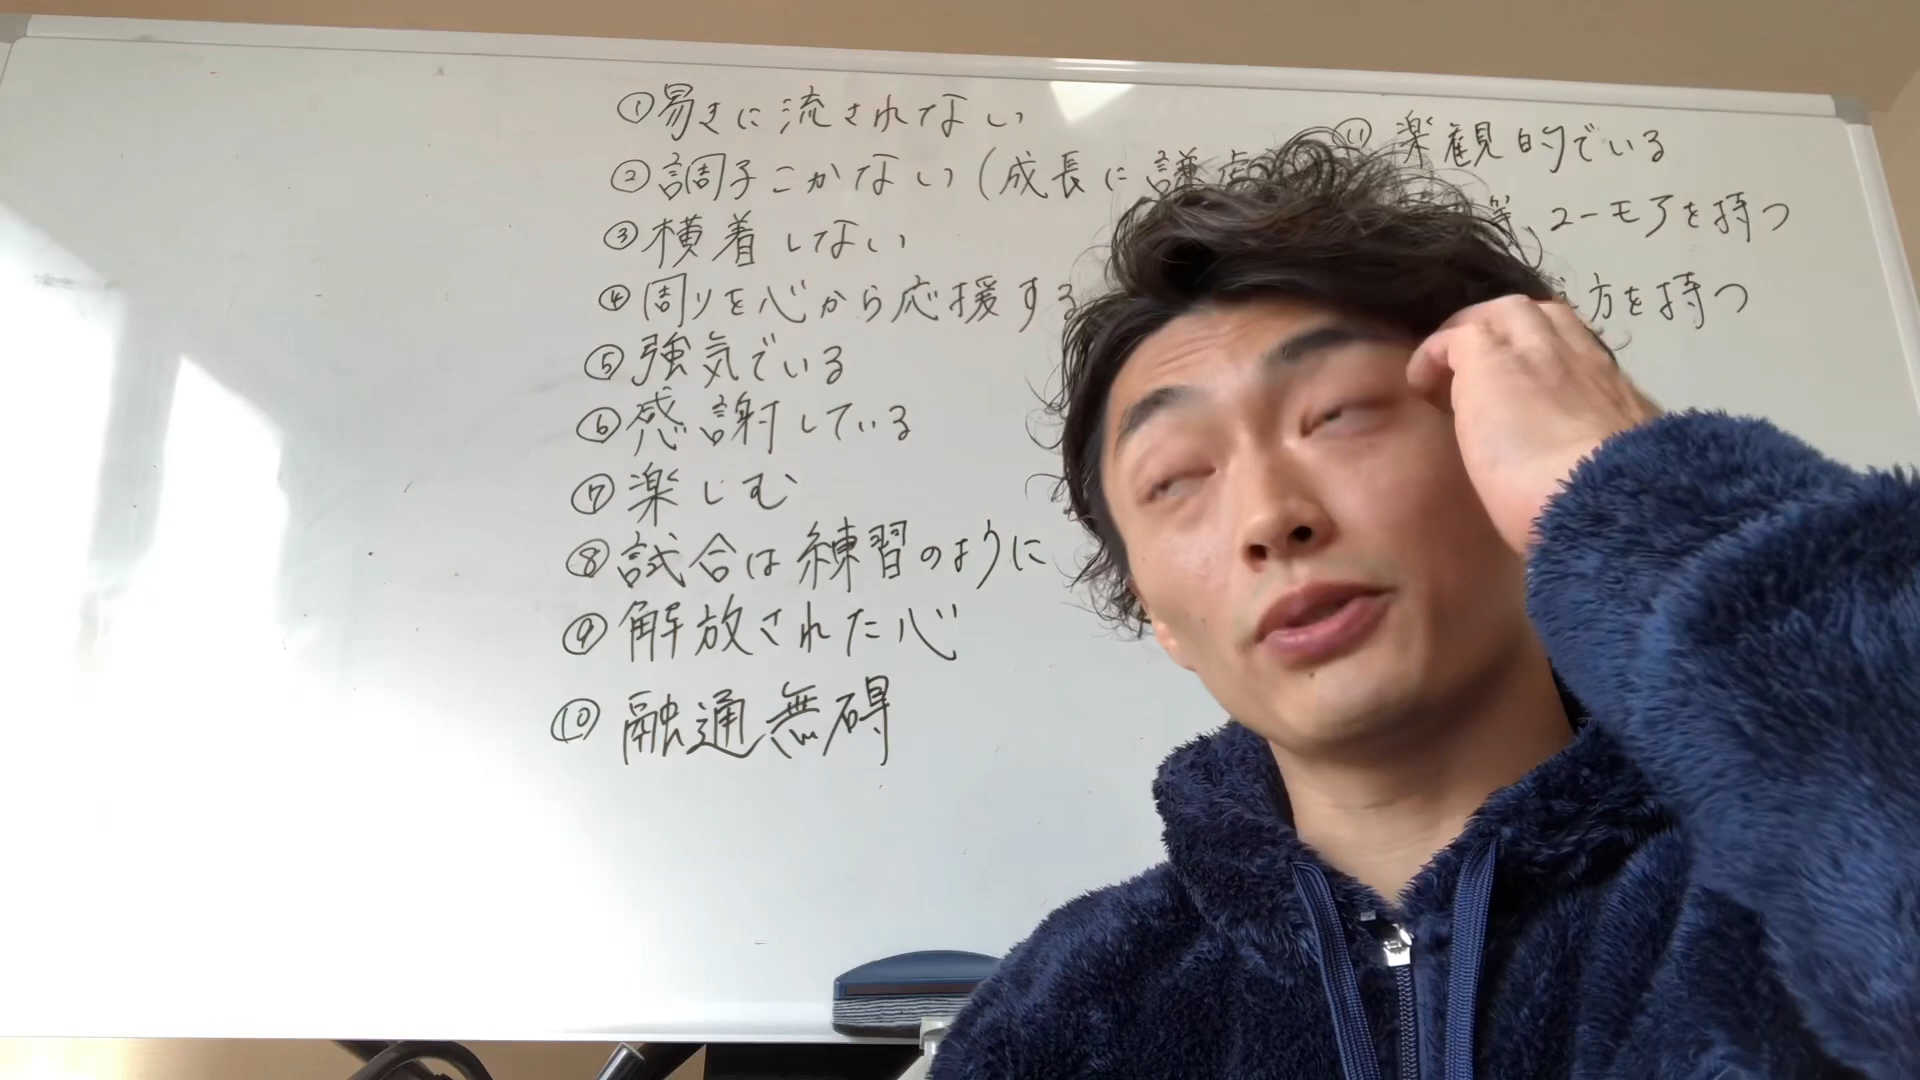 ①易きに流されない
②調子こかない(成長に謙虚
③横着しない
④周りを心から応援する
⑤強気でいる
⑥感謝している
⑦楽しむ
⑧試合は練習のように
⑨解放された心
⑩融通無碍
⑪楽観的でいる
、ユーモアを持つ
方を持つ